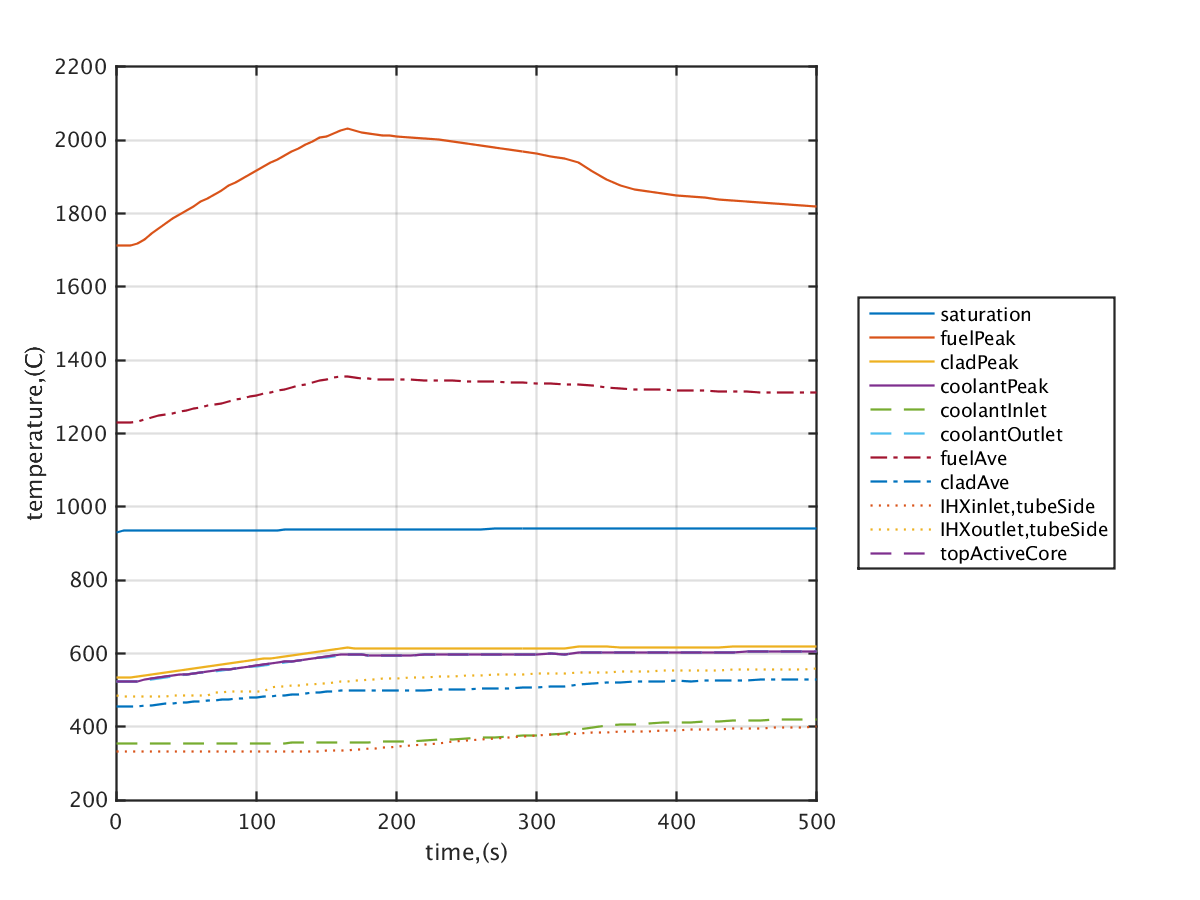 2200
2000
1800
1600
1400
1200
1000
800
600
400
200
0
100
200
300
400
500
temperature,(C)
time,(s)
saturation
fuelPeak
cladPeak
coolantPeak
coolantInlet
coolantOutlet
fuelAve
cladAve
IHXinlet,tubeSide
IHXoutlet,tubeSide
topActiveCore